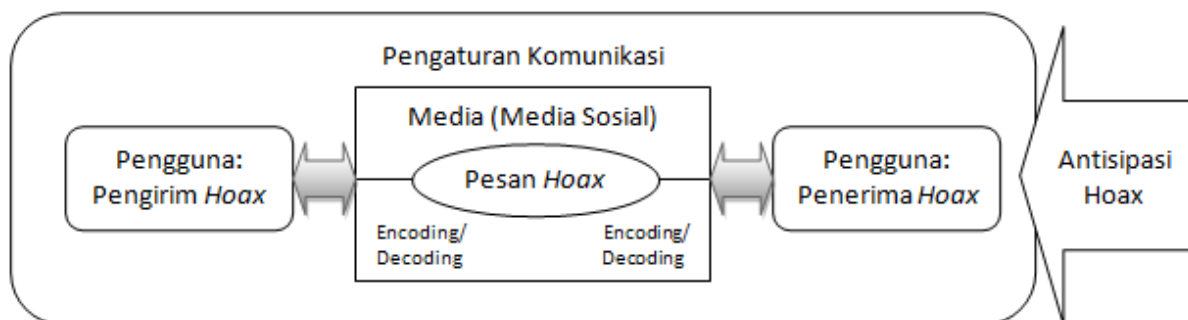 Pengaturan Komunikasi
Media (Media Sosial)
Pengguna:
Pengirim Hoax
Pesan Hoax
Pengguna:
Penerima Hoax
Antisipasi
Hoax
Encoding/
Decoding
Encoding/
Decoding